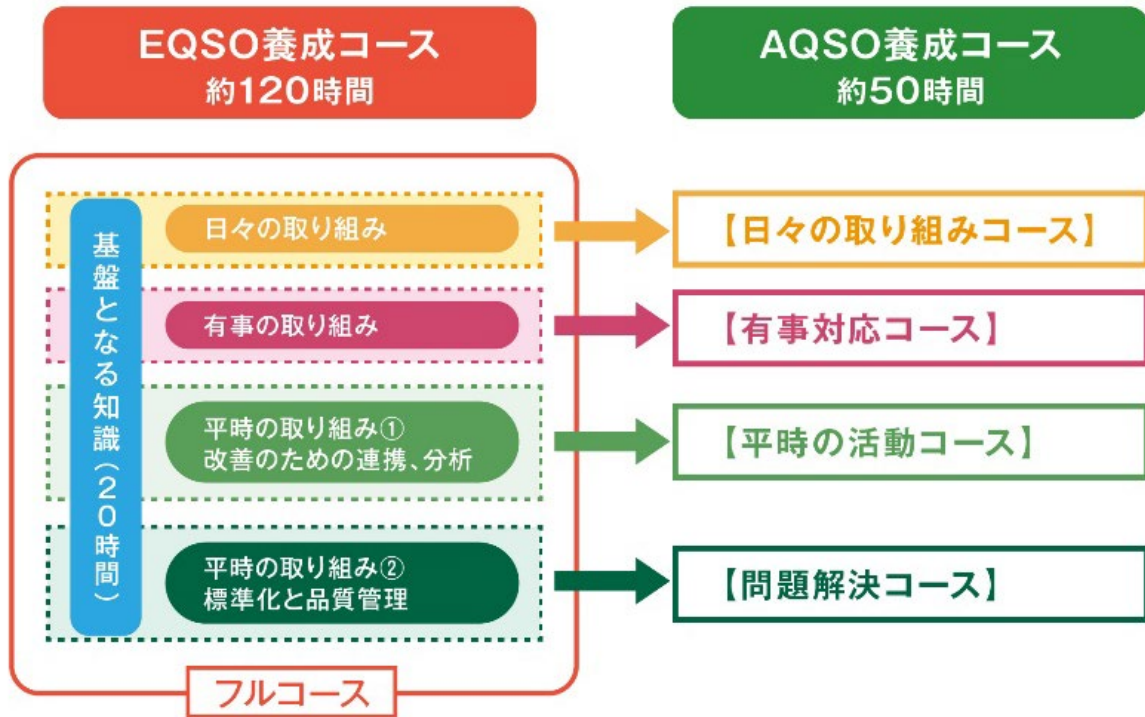 EQSO養成コース
約120時間
AQSO養成コース
約50時間
基盤となる知識（20時間）
日々の取り組み
【日々の取り組みコース】
有事の取り組み
【有事対応コース】
平時の取り組み①
改善のための連携、分析
【平時の活動コース】
平時の取り組み②
標準化と品質管理
【問題解決コース】
フルコース